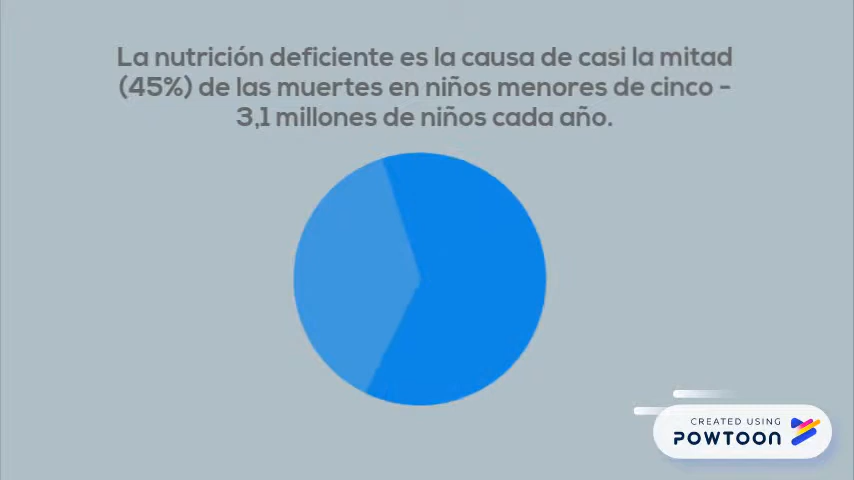 La nutrición deficiente es la causa de casi la mitad
(45%) de las muertes en niños menores de cinco -
3,1 millones de niños cada año.
CREATED USING
POWTOON